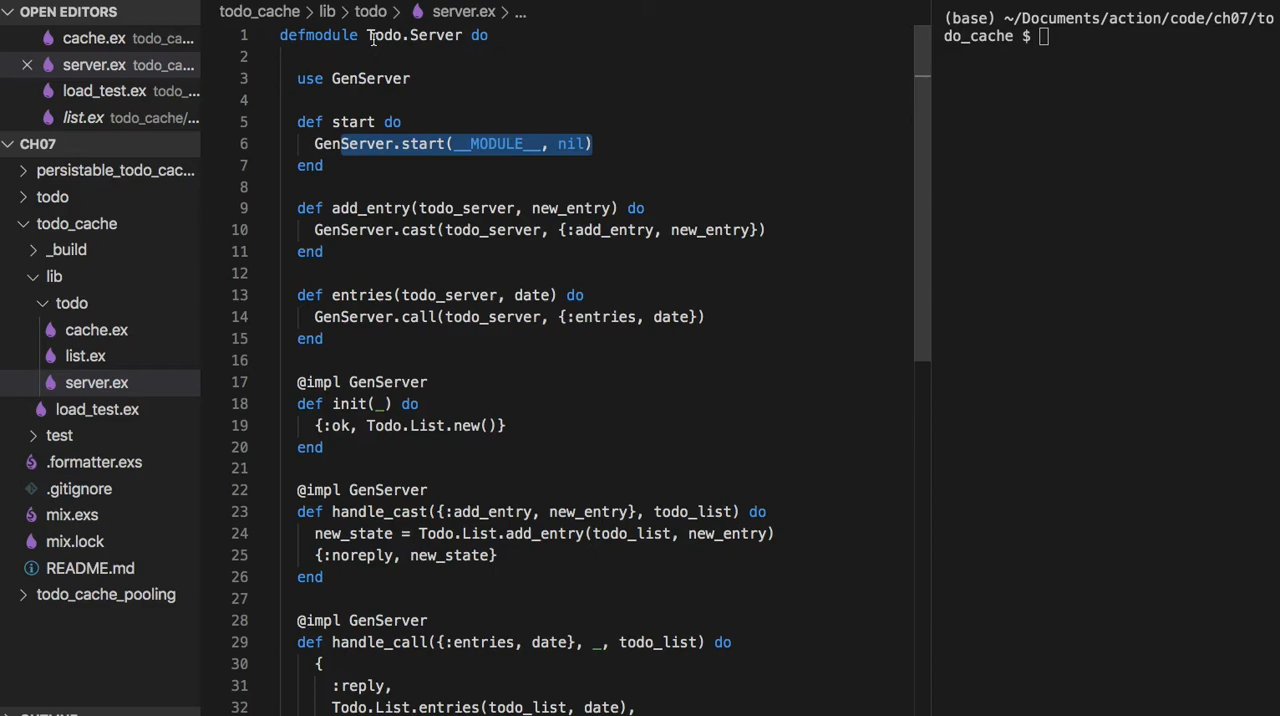 OPEN EDITORS
cache.ex todo_ca...
server.ex todo_ca...
load_test.ex todo_...
list.ex todo_cache/...
CH07
persistable_todo_cac...
todo
todo_cache
_build
lib
todo
cache.ex
list.ex
server.ex
load_test.ex
test
.formatter.exs
.gitignore
mix.exs
mix.lock
README.md
todo_cache_pooling
todo_cache > lib > todo > server.ex > ...
1 defmodule Todo.Server do
2
3 use GenServer
4
5 def start do
6 GenServer.start(__MODULE__, nil)
7 end
8
9 def add_entry(todo_server, new_entry) do
10 GenServer.cast(todo_server, {:add_entry, new_entry})
11 end
12
13 def entries(todo_server, date) do
14 GenServer.call(todo_server, {:entries, date})
15 end
16
17 @impl GenServer
18 def init(_) do
19 {:ok, Todo.List.new()}
20 end
21
22 @impl GenServer
23 def handle_cast({:add_entry, new_entry}, todo_list) do
24 new_state = Todo.List.add_entry(todo_list, new_entry)
25 {:noreply, new_state}
26 end
27
28 @impl GenServer
29 def handle_call({:entries, date}, _, todo_list) do
30 {
31 :reply,
32 Todo.List.entries(todo_list, date),
(base) ~/Documents/action/code/ch07/to
do_cache $